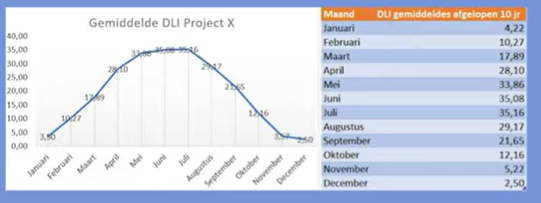 Gemiddelde DLI Project X
40,00
35,00
30,00
25,00
20,00
15,00
10,00
5,00
0,00
10,27
17,89
28,10
33,86
35,08
35,16
29,17
21,65
12,16
2,50
Januari
Februari
Maart
April
Mei
Juni
Juli
Augustus
September
Oktober
November
December
Maand DLI gemiddeldes afgelopen 10 jr
Januari 4,22
Februari 10,27
Maart 17,89
April 28,10
Mei 33,86
Juni 35,08
Juli 35,16
Augustus 29,17
September 21,65
Oktober 12,16
November 5,22
December 2,50